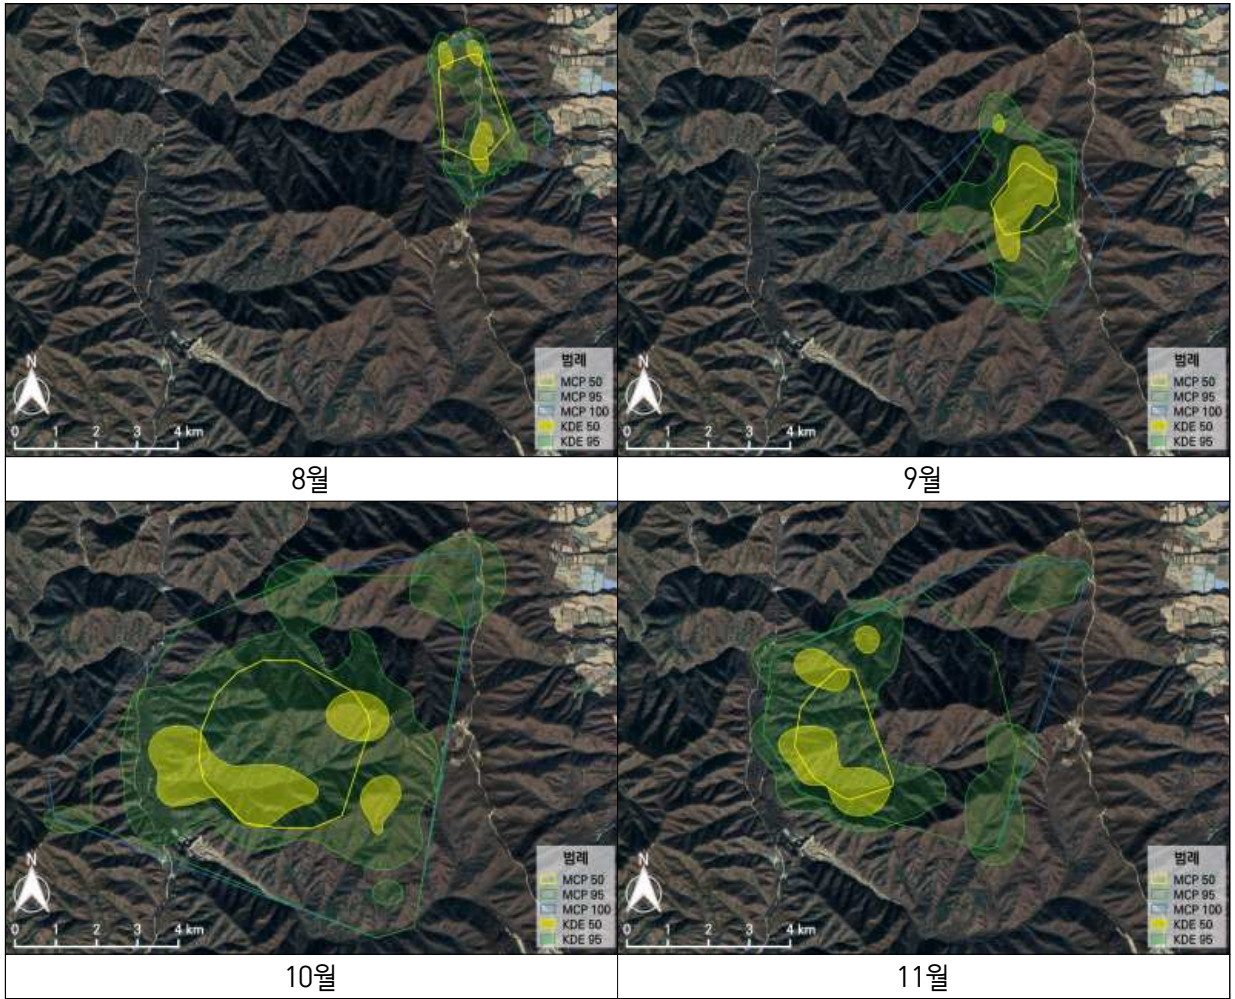 N
0 1 2 3 4 km
범례
MCP 50
MCP 95
MCP 100
KDE 50
KDE 95
N
0 1 2 3 4 km
범례
MCP 50
MCP 95
MCP 100
KDE 50
KDE 95
8월
9월
N
0 1 2 3 4 km
범례
MCP 50
MCP 95
MCP 100
KDE 50
KDE 95
N
0 1 2 3 4 km
범례
MCP 50
MCP 95
MCP 100
KDE 50
KDE 95
10월
11월